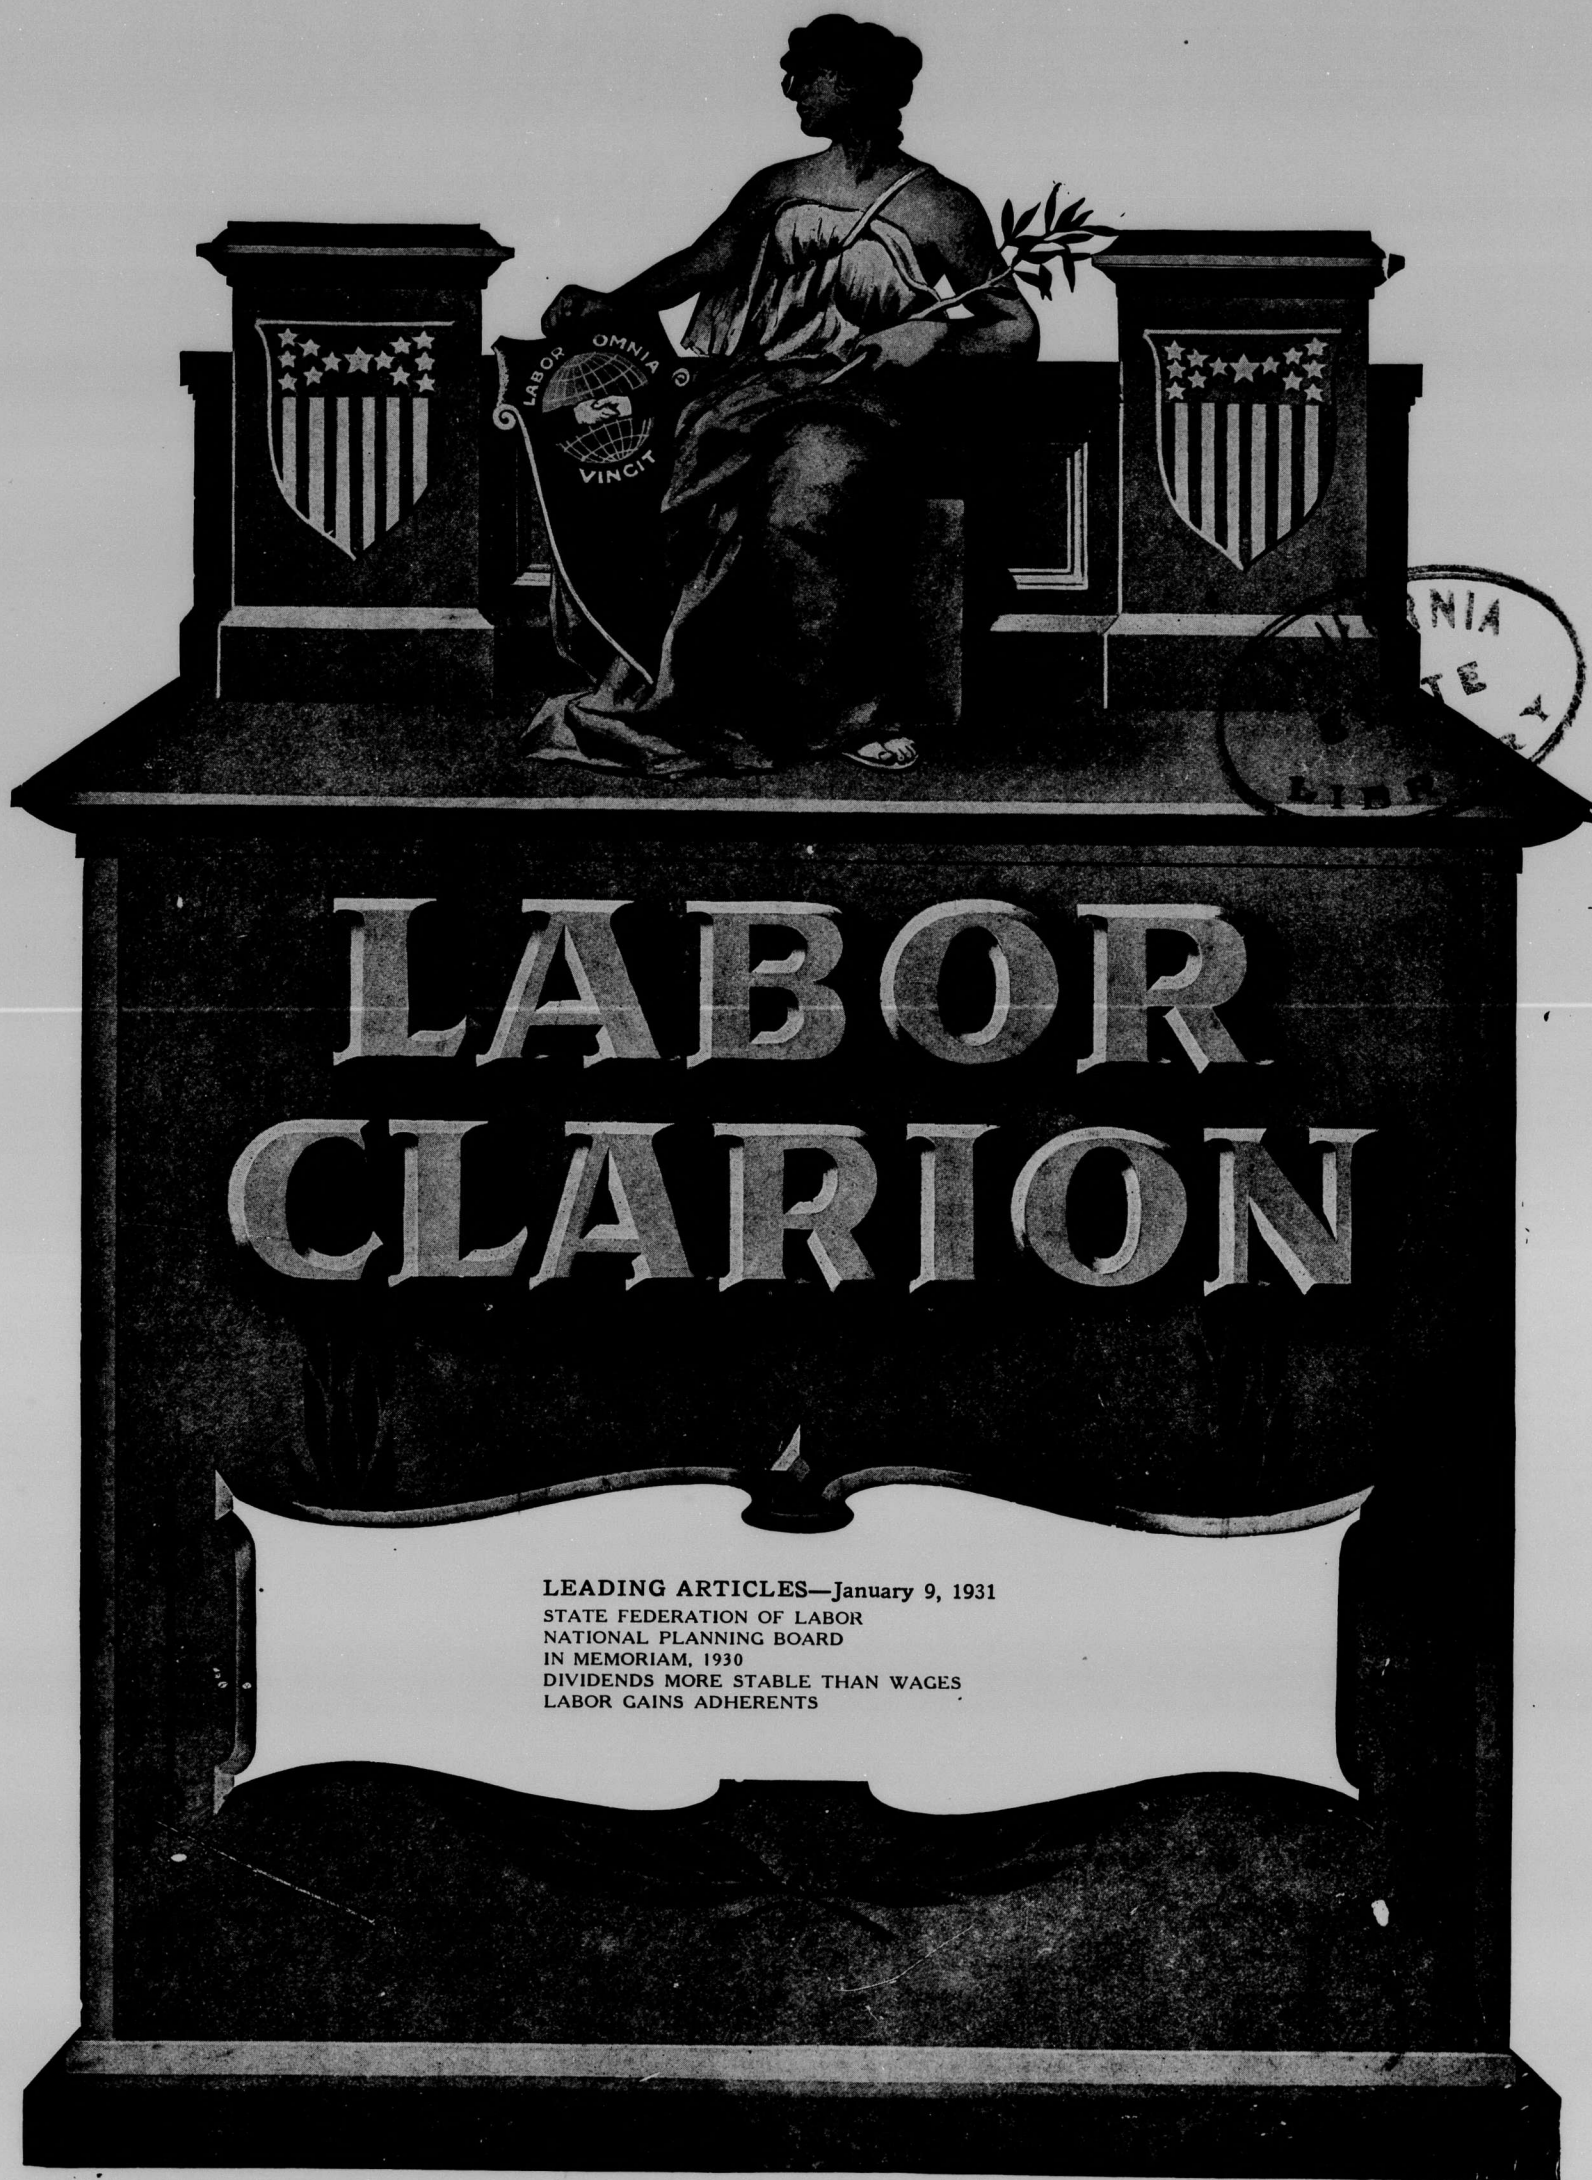 LABOR OMNIA
VINCIT
LABOR
CLARION
LEADING ARTICLES—January 9, 1931
STATE FEDERATION OF LABOR
NATIONAL PLANNING BOARD
IN MEMORIAM, 1930
DIVIDENDS MORE STABLE THAN WAGES
LABOR GAINS ADHERENTS